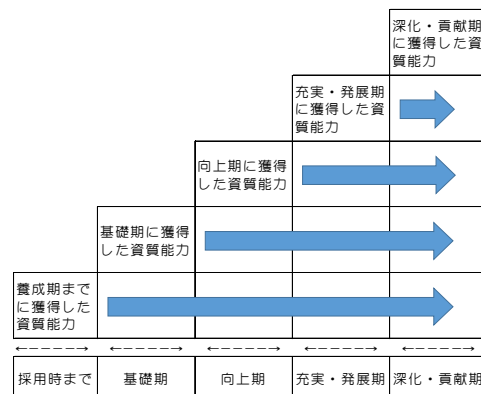 深化・貢献期
に獲得した資
質能力
充実・発展期
に獲得した資
質能力
向上期に獲得
した資質能力
基礎期に獲得
した資質能力
養成期まで
に獲得した
資質能力
採用時まで
基礎期
向上期
充実・発展期
深化・貢献期